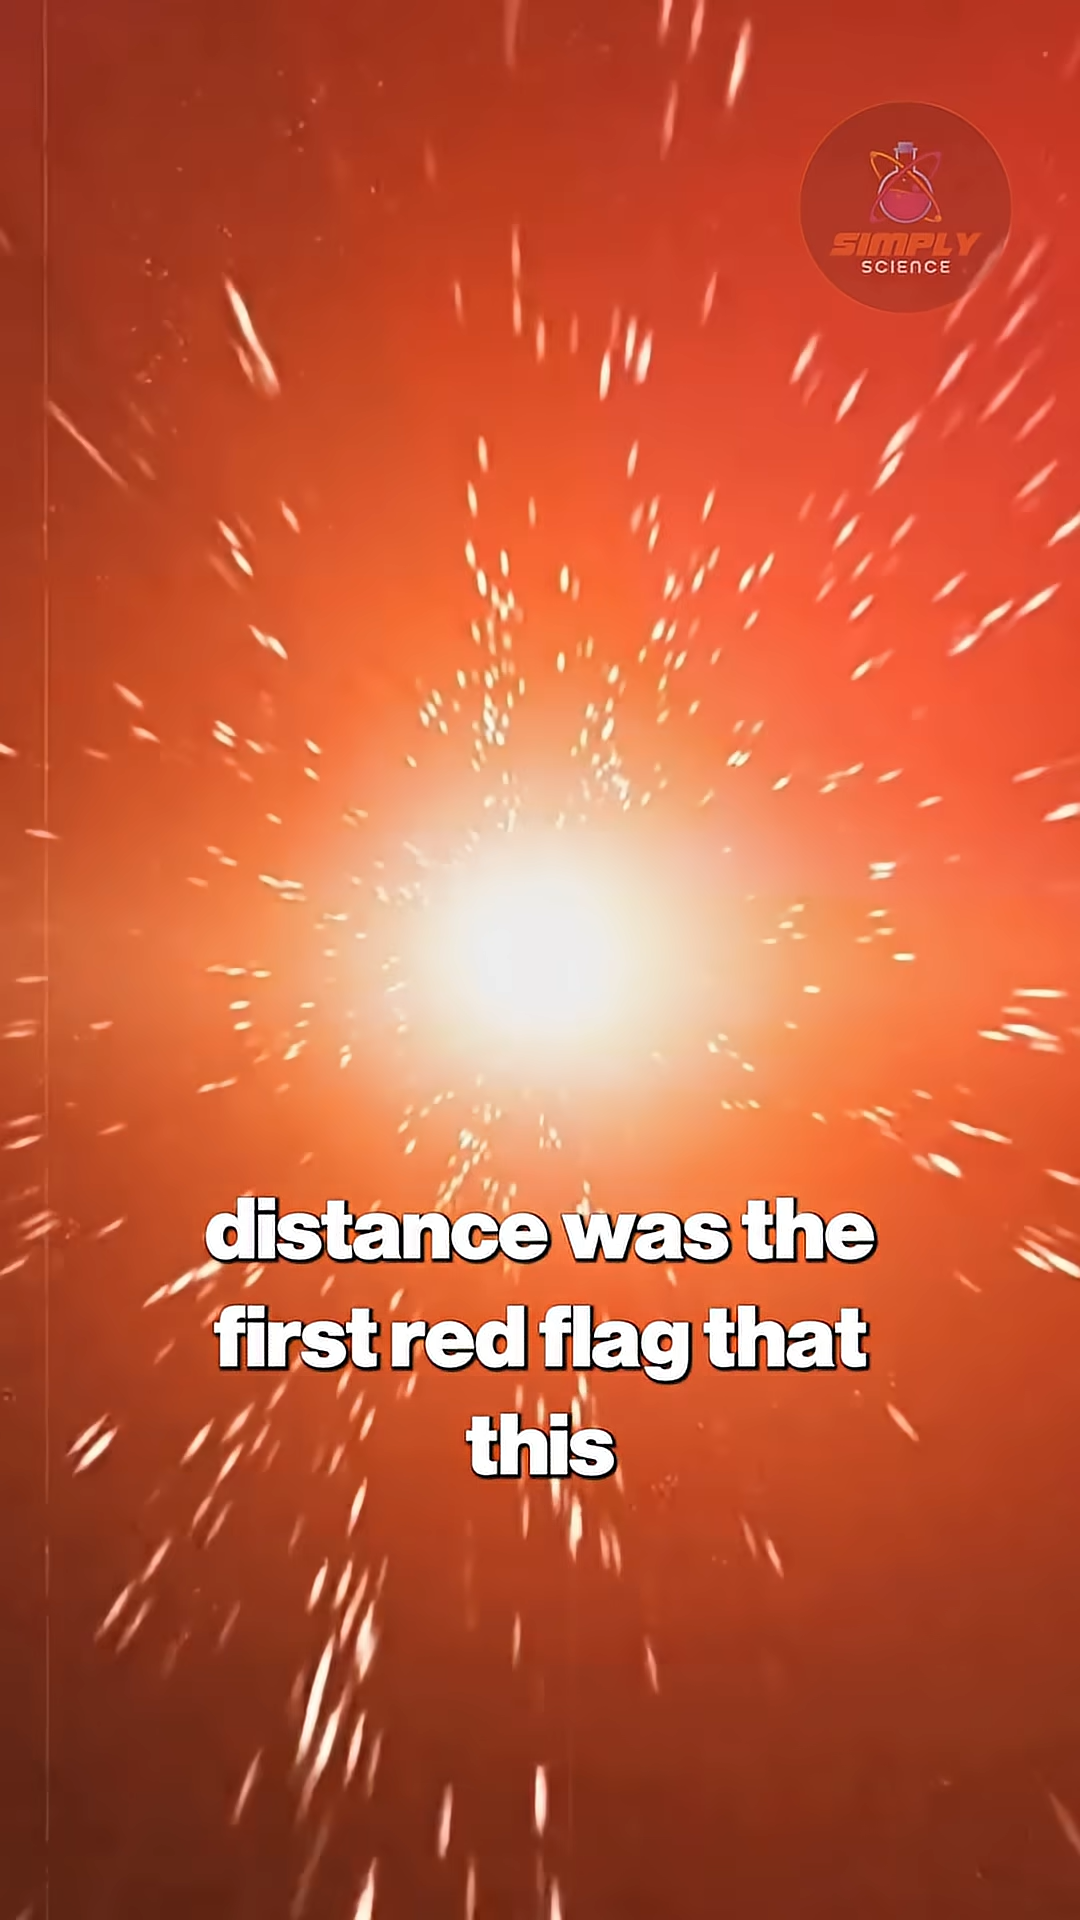 SIMPLY
SCIENCE
distance was the
first red flag that
this